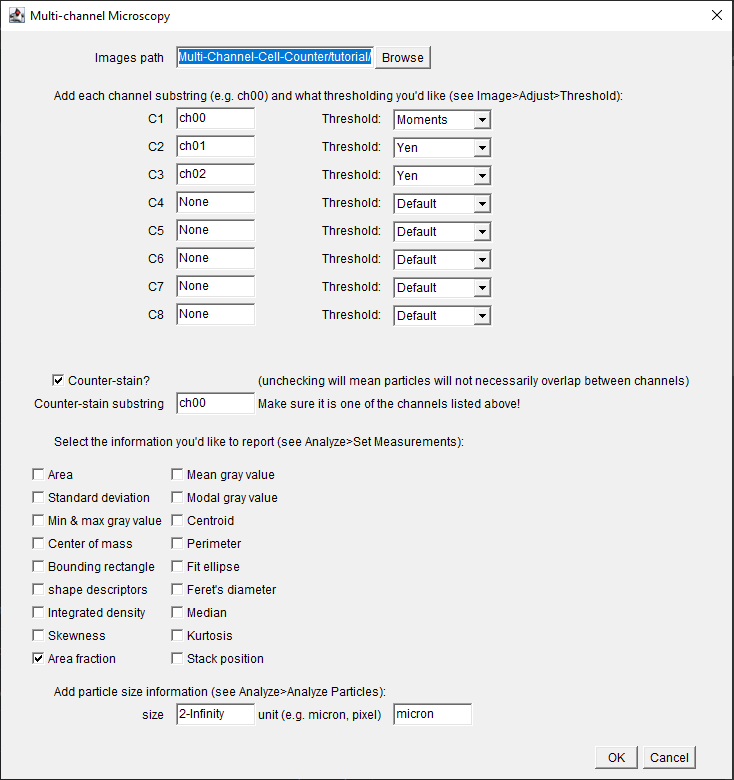 Multi-channel Microscopy
Images path Multi-Channel-Cell-Counter/tutorial/ Browse
Add each channel substring (e.g. ch00) and what thresholding you'd like (see Image>Adjust>Threshold):
C1 ch00 Threshold: Moments
C2 ch01 Threshold: Yen
C3 ch02 Threshold: Yen
C4 None Threshold: Default
C5 None Threshold: Default
C6 None Threshold: Default
C7 None Threshold: Default
C8 None Threshold: Default
Counter-stain? (unchecking will mean particles will not necessarily overlap between channels)
Counter-stain substring ch00 Make sure it is one of the channels listed above!
Select the information you'd like to report (see Analyze>Set Measurements):
Area Mean gray value
Standard deviation Modal gray value
Min & max gray value Centroid
Center of mass Perimeter
Bounding rectangle Fit ellipse
shape descriptors Feret's diameter
Integrated density Median
Skewness Kurtosis
Area fraction Stack position
Add particle size information (see Analyze>Analyze Particles):
size 2-Infinity unit (e.g. micron, pixel) micron
OK Cancel